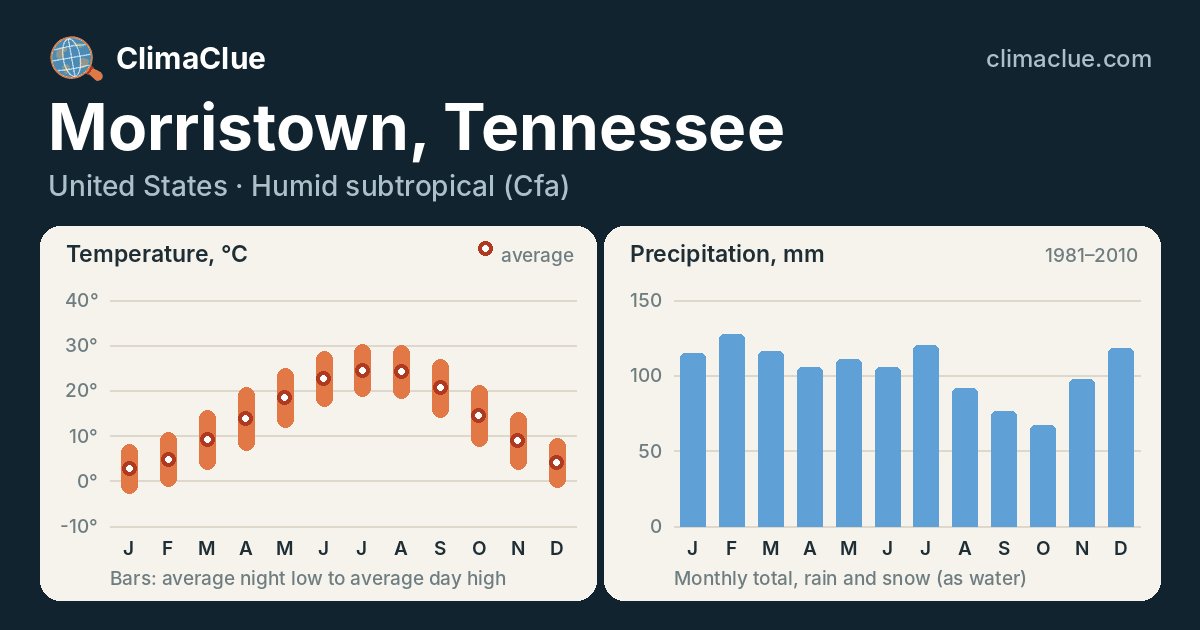 ClimaClue
climaclue.com
Morristown, Tennessee
United States · Humid subtropical (Cfa)
Temperature, °C
average
40°
30°
20°
10°
0°
-10°
J F M A M J J A S O N D
Bars: average night low to average day high
Precipitation, mm
1981–2010
150
100
50
0
J F M A M J J A S O N D
Monthly total, rain and snow (as water)